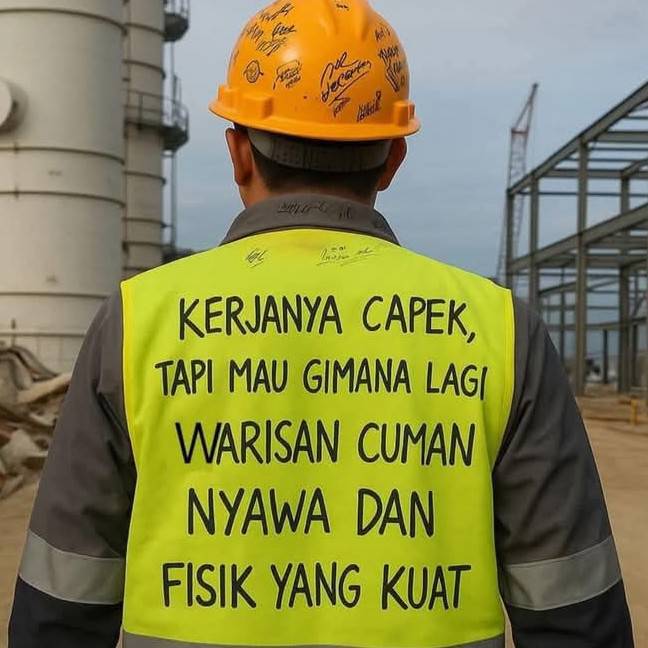 KERJANYA CAPEK,
TAPI MAU GIMANA LAGI
WARISAN CUMAN
NYAWA DAN
FISIK YANG KUAT